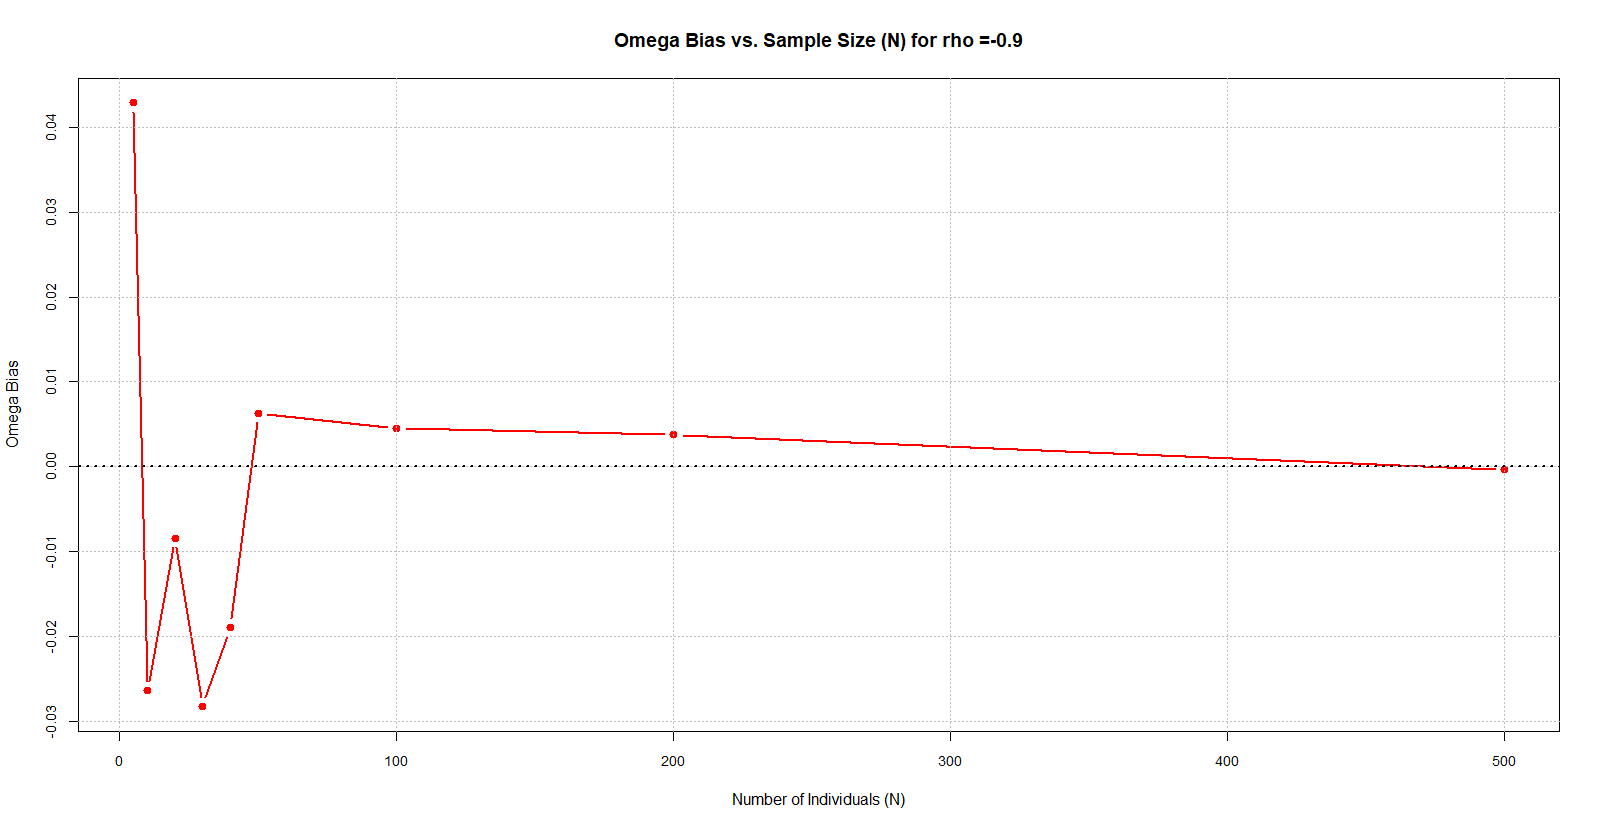 Omega Bias vs. Sample Size (N) for rho =-0.9
Omega Bias
0.04
0.03
0.02
0.01
0.00
-0.01
-0.02
-0.03
0 100 200 300 400 500
Number of Individuals (N)